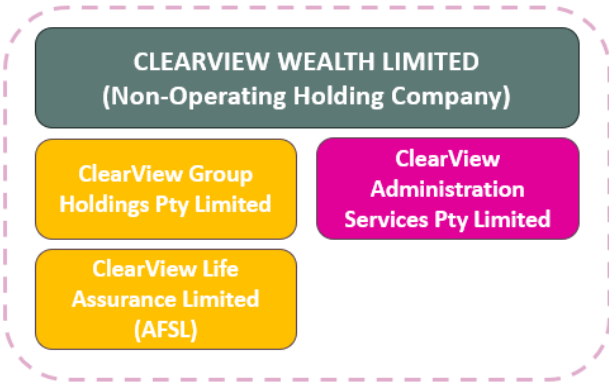 CLEARVIEW WEALTH LIMITED
(Non-Operating Holding Company)
ClearView Group
Holdings Pty Limited
ClearView
Administration
Services Pty Limited
ClearView Life
Assurance Limited
(AFSL)